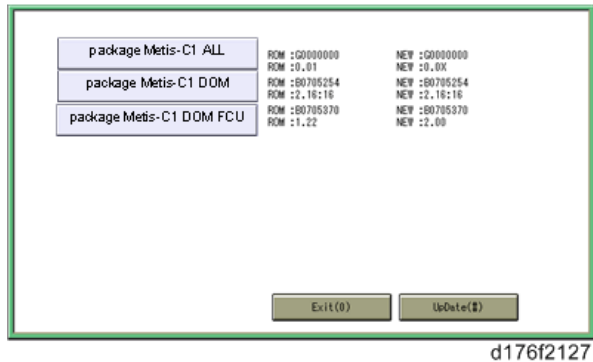 package Metis-C1 ALL ROM :G0000000 NEW :G0000000
ROM :0.01 NEW :0.0X
package Metis-C1 DOM ROM :B0705254 NEW :B0705254
ROM :2.16:16 NEW :2.16:16
package Metis-C1 DOM FCU ROM :B0705370 NEW :B0705370
ROM :1.22 NEW :2.00
Exit(0) UpDate(#)
d176f2127